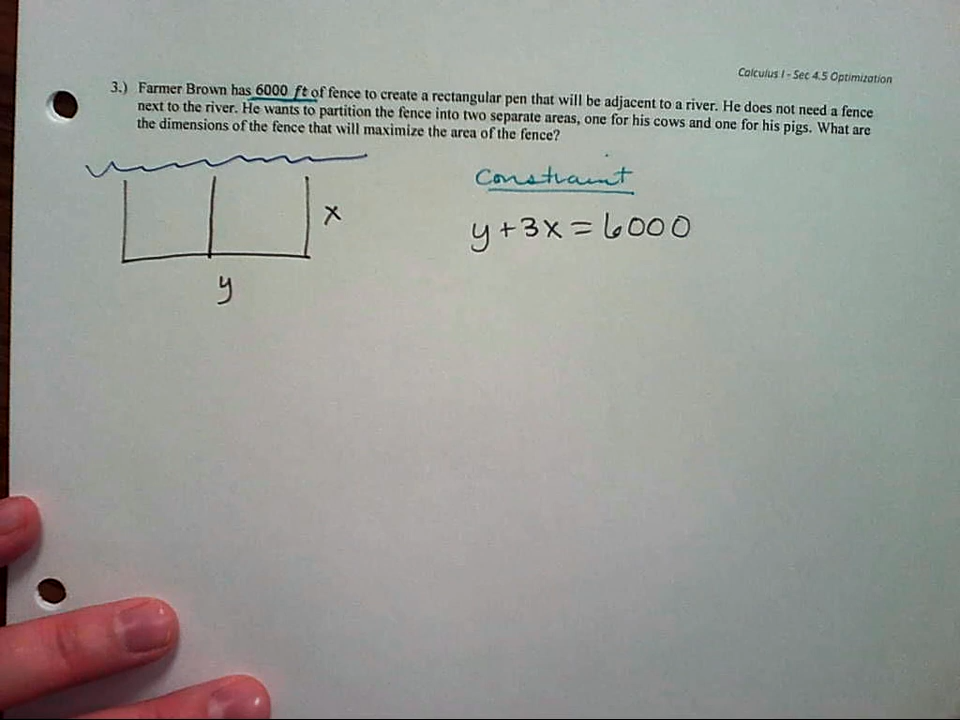 Calculus I - Sec 4.5 Optimization
3.) Farmer Brown has 6000 ft of fence to create a rectangular pen that will be adjacent to a river. He does not need a fence
next to the river. He wants to partition the fence into two separate areas, one for his cows and one for his pigs. What are
the dimensions of the fence that will maximize the area of the fence?
Constraint
x
y + 3x = 6000
y